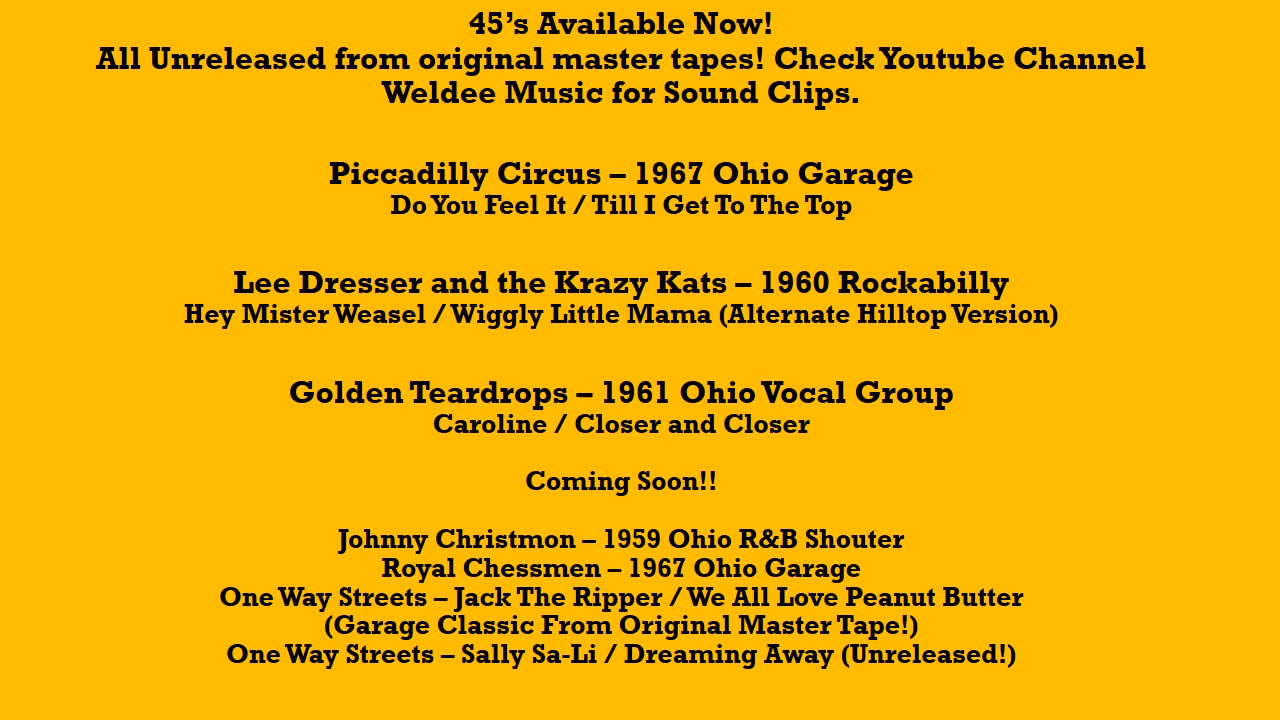 45’s Available Now!
All Unreleased from original master tapes! Check Youtube Channel
Weldee Music for Sound Clips.
Piccadilly Circus – 1967 Ohio Garage
Do You Feel It / Till I Get To The Top
Lee Dresser and the Krazy Kats – 1960 Rockabilly
Hey Mister Weasel / Wiggly Little Mama (Alternate Hilltop Version)
Golden Teardrops – 1961 Ohio Vocal Group
Caroline / Closer and Closer
Coming Soon!!
Johnny Christmon – 1959 Ohio R&B Shouter
Royal Chessmen – 1967 Ohio Garage
One Way Streets – Jack The Ripper / We All Love Peanut Butter
(Garage Classic From Original Master Tape!)
One Way Streets – Sally Sa-Li / Dreaming Away (Unreleased!)